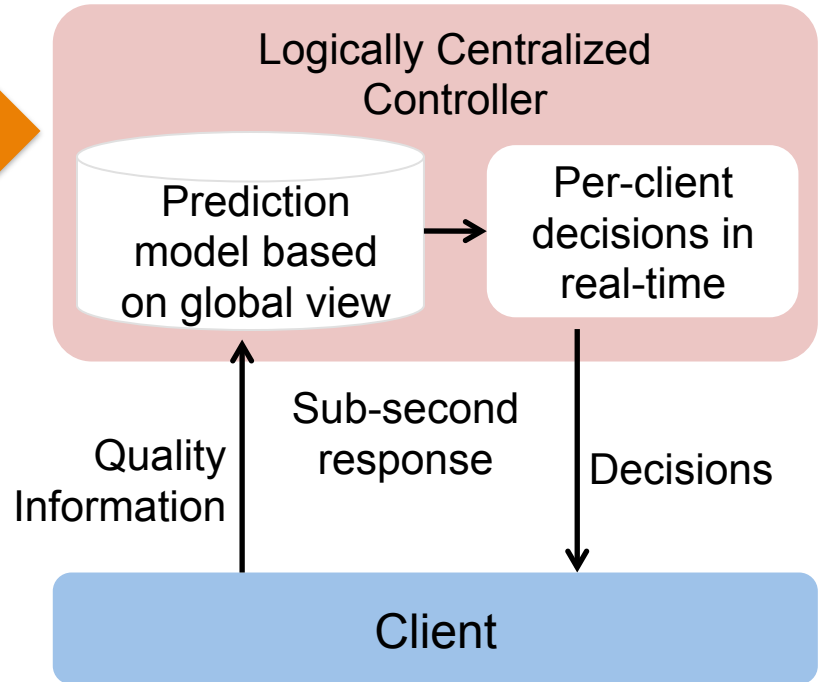 Logically Centralized
Controller
Prediction
model based
on global view
Per-client
decisions in
real-time
Quality
Information
Sub-second
response
Decisions
Client